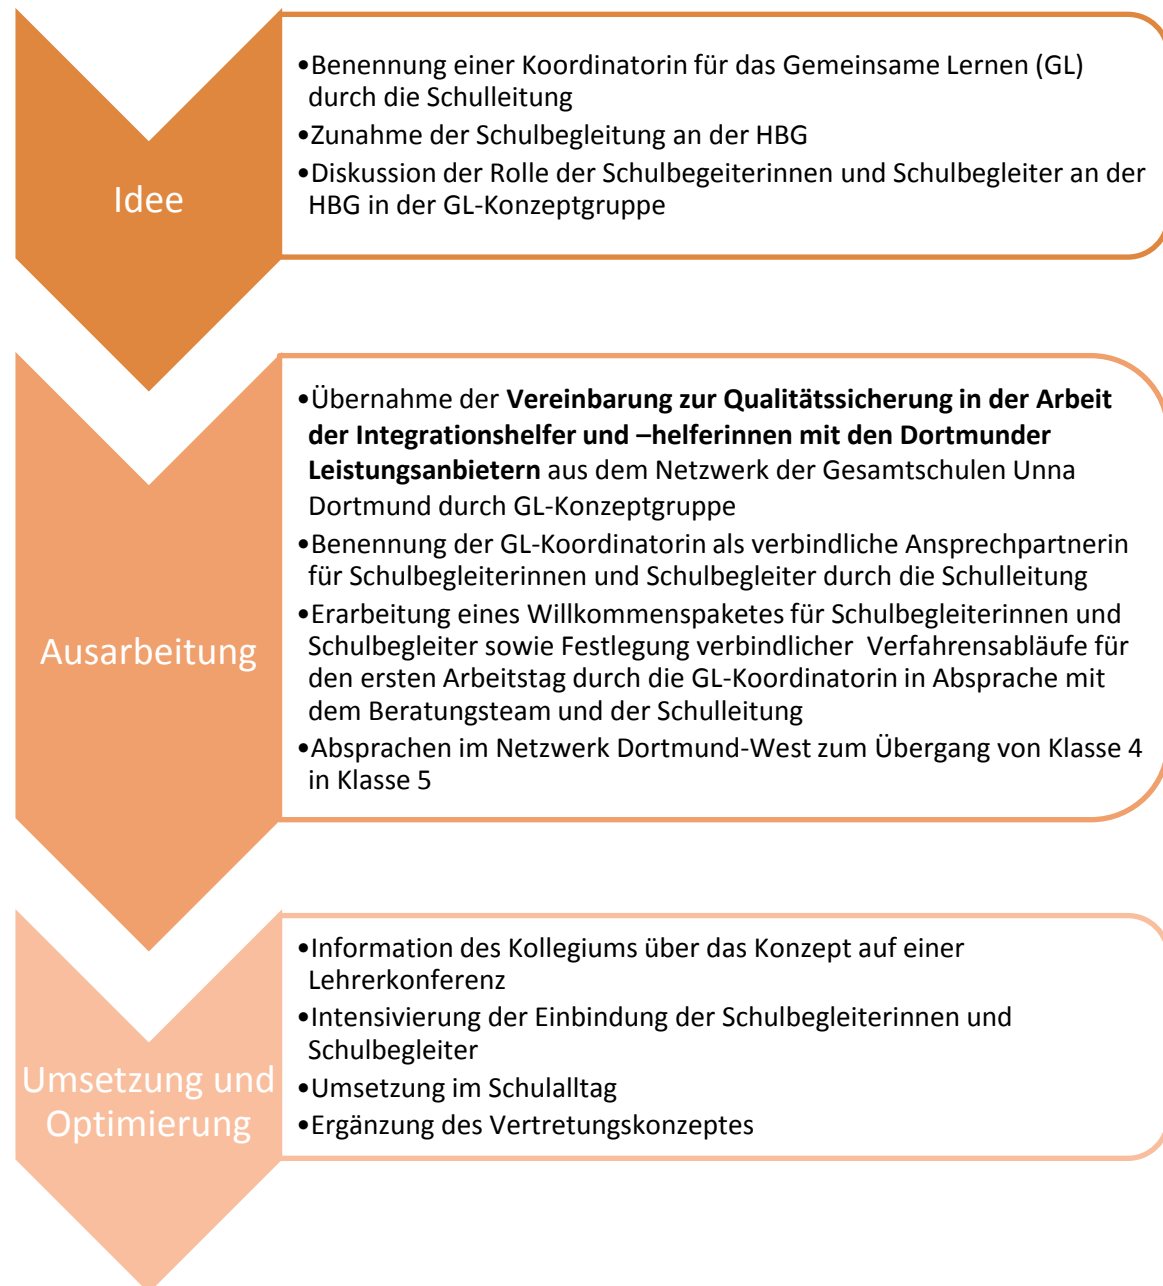 Idee
•Benennung einer Koordinatorin für das Gemeinsame Lernen (GL)
durch die Schulleitung
•Zunahme der Schulbegleitung an der HBG
•Diskussion der Rolle der Schulbegeiterinnen und Schulbegleiter an der
HBG in der GL-Konzeptgruppe
Ausarbeitung
•Übernahme der Vereinbarung zur Qualitätssicherung in der Arbeit
der Integrationshelfer und –helferinnen mit den Dortmunder
Leistungsanbietern aus dem Netzwerk der Gesamtschulen Unna
Dortmund durch GL-Konzeptgruppe
•Benennung der GL-Koordinatorin als verbindliche Ansprechpartnerin
für Schulbegleiterinnen und Schulbegleiter durch die Schulleitung
•Erarbeitung eines Willkommenspaketes für Schulbegleiterinnen und
Schulbegleiter sowie Festlegung verbindlicher Verfahrensabläufe für
den ersten Arbeitstag durch die GL-Koordinatorin in Absprache mit
dem Beratungsteam und der Schulleitung
•Absprachen im Netzwerk Dortmund-West zum Übergang von Klasse 4
in Klasse 5
Umsetzung und
Optimierung
•Information des Kollegiums über das Konzept auf einer
Lehrerkonferenz
•Intensivierung der Einbindung der Schulbegleiterinnen und
Schulbegleiter
•Umsetzung im Schulalltag
•Ergänzung des Vertretungskonzeptes